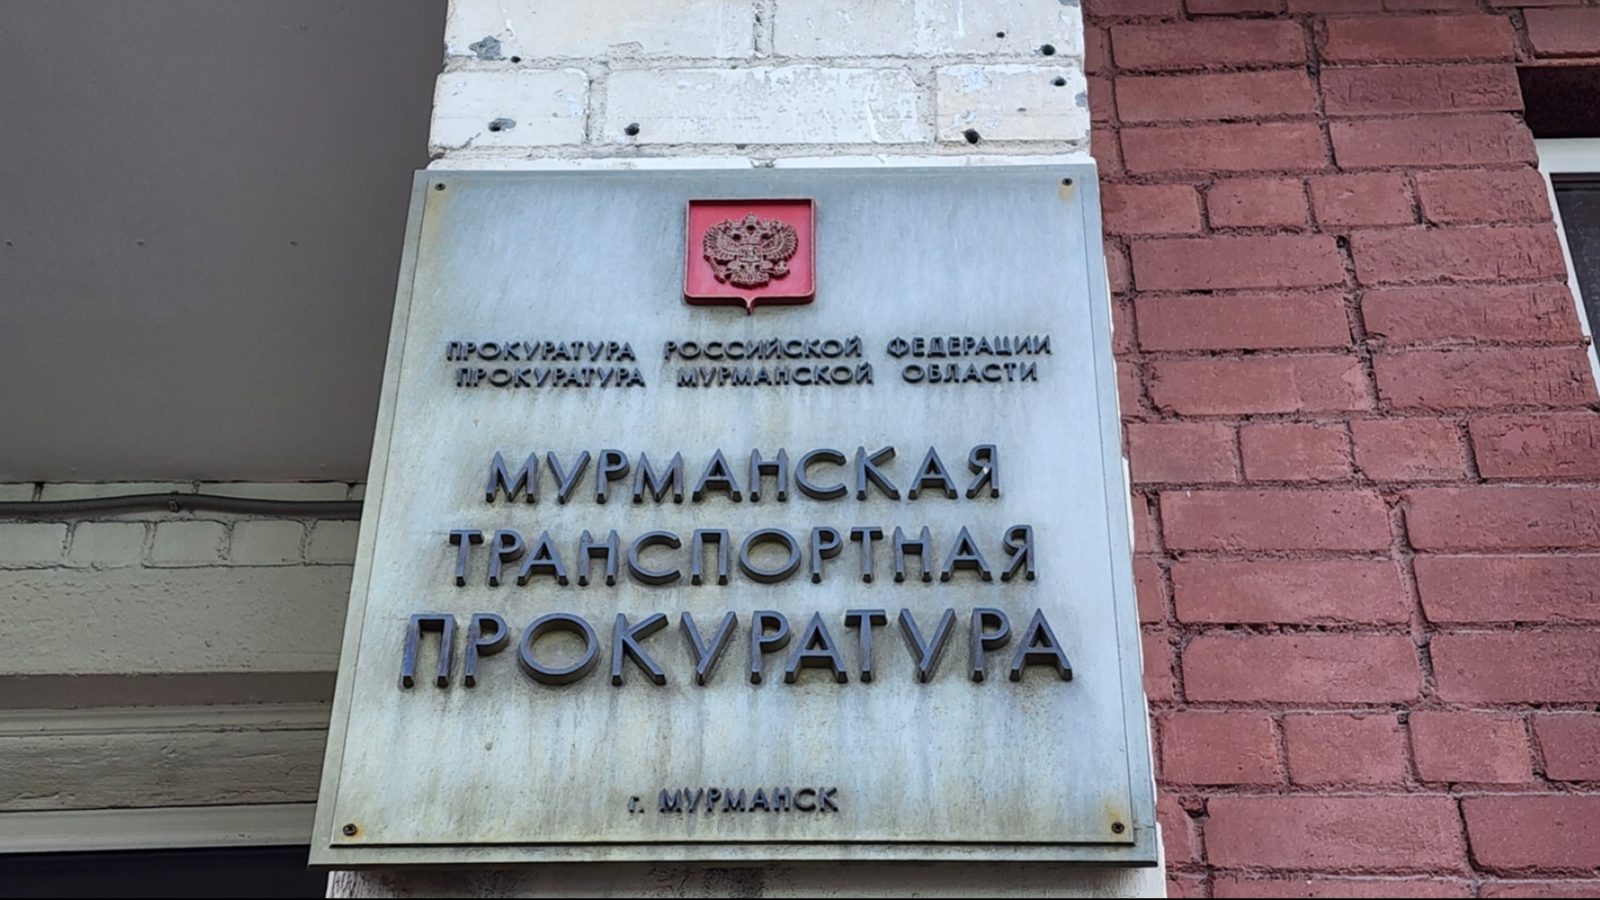 ПРОКУРАТУРА РОССИЙСКОЙ ФЕДЕРАЦИИ
ПРОКУРАТУРА МУРМАНСКОЙ ОБЛАСТИ
МУРМАНСКАЯ
ТРАНСПОРТНАЯ
ПРОКУРАТУРА
г. МУРМАНСК